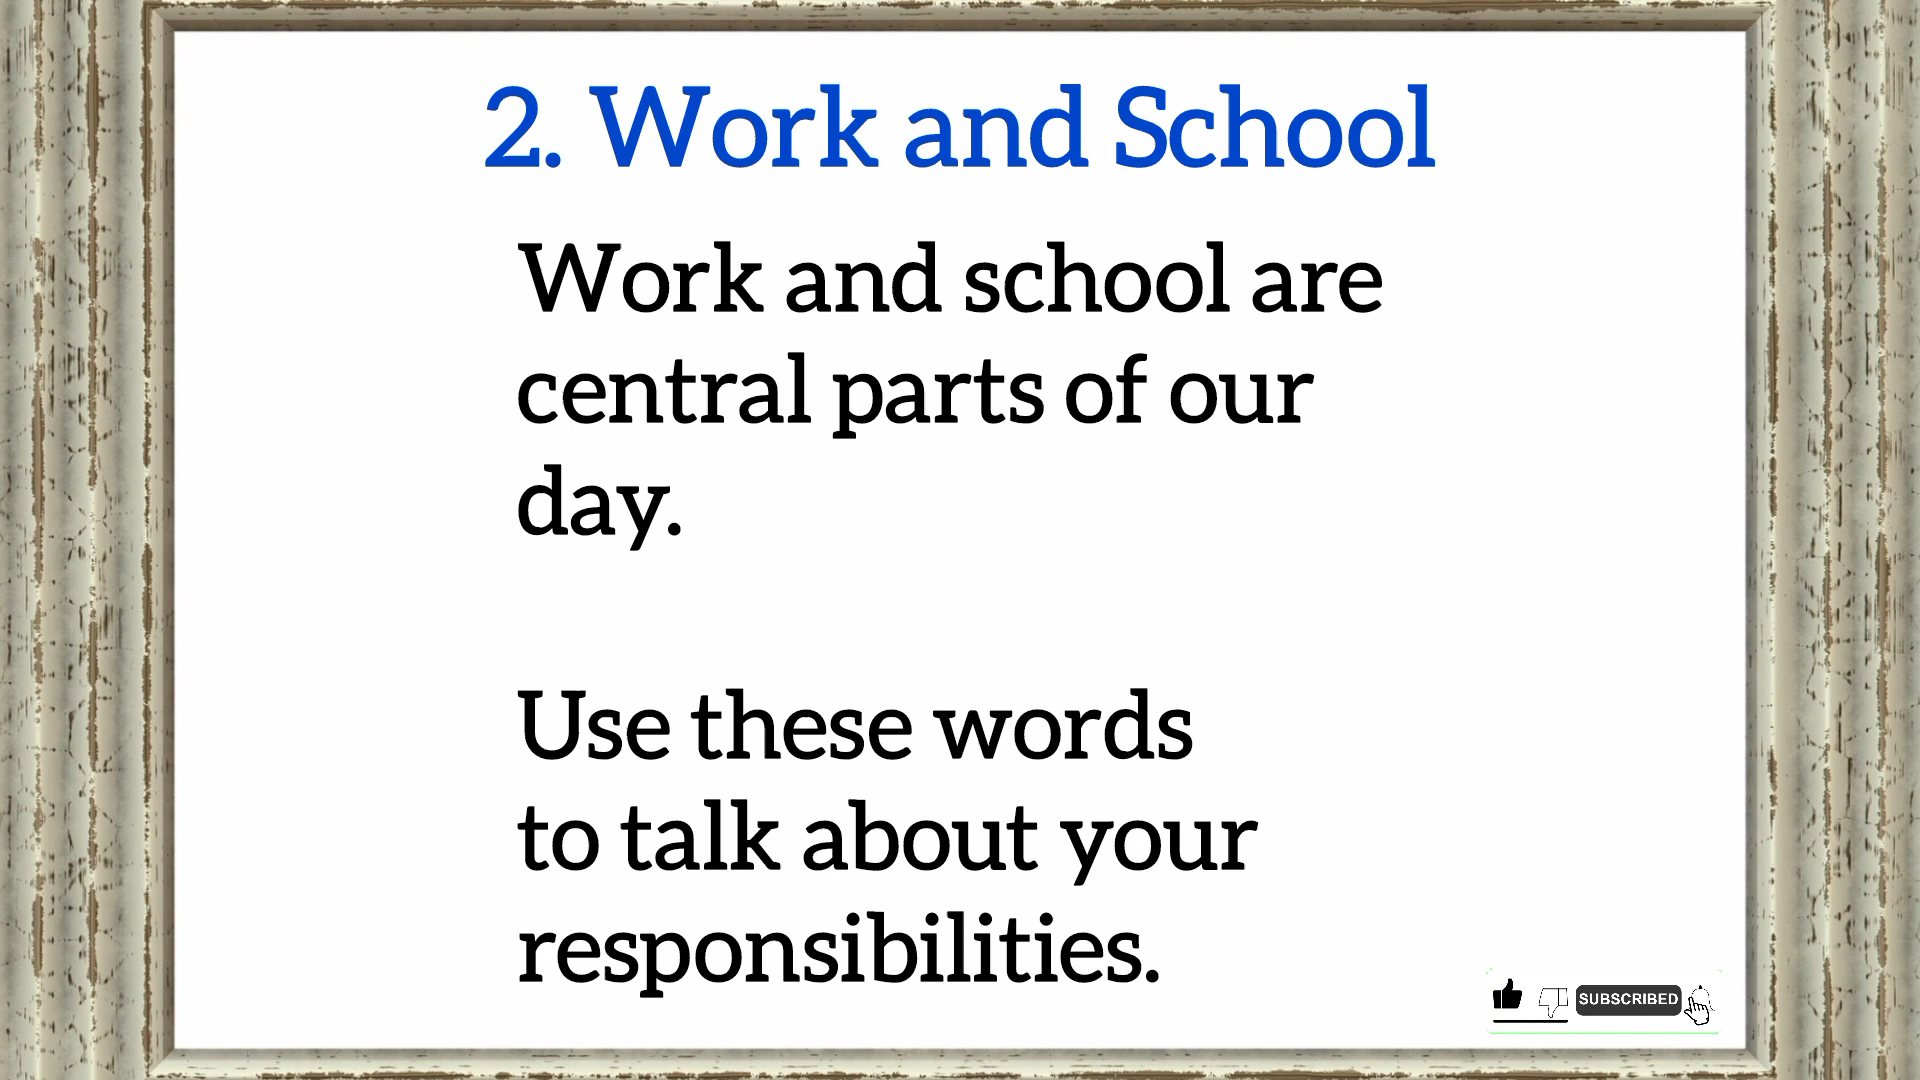 2. Work and School
Work and school are
central parts of our
day.
Use these words
to talk about your
responsibilities.
SUBSCRIBED